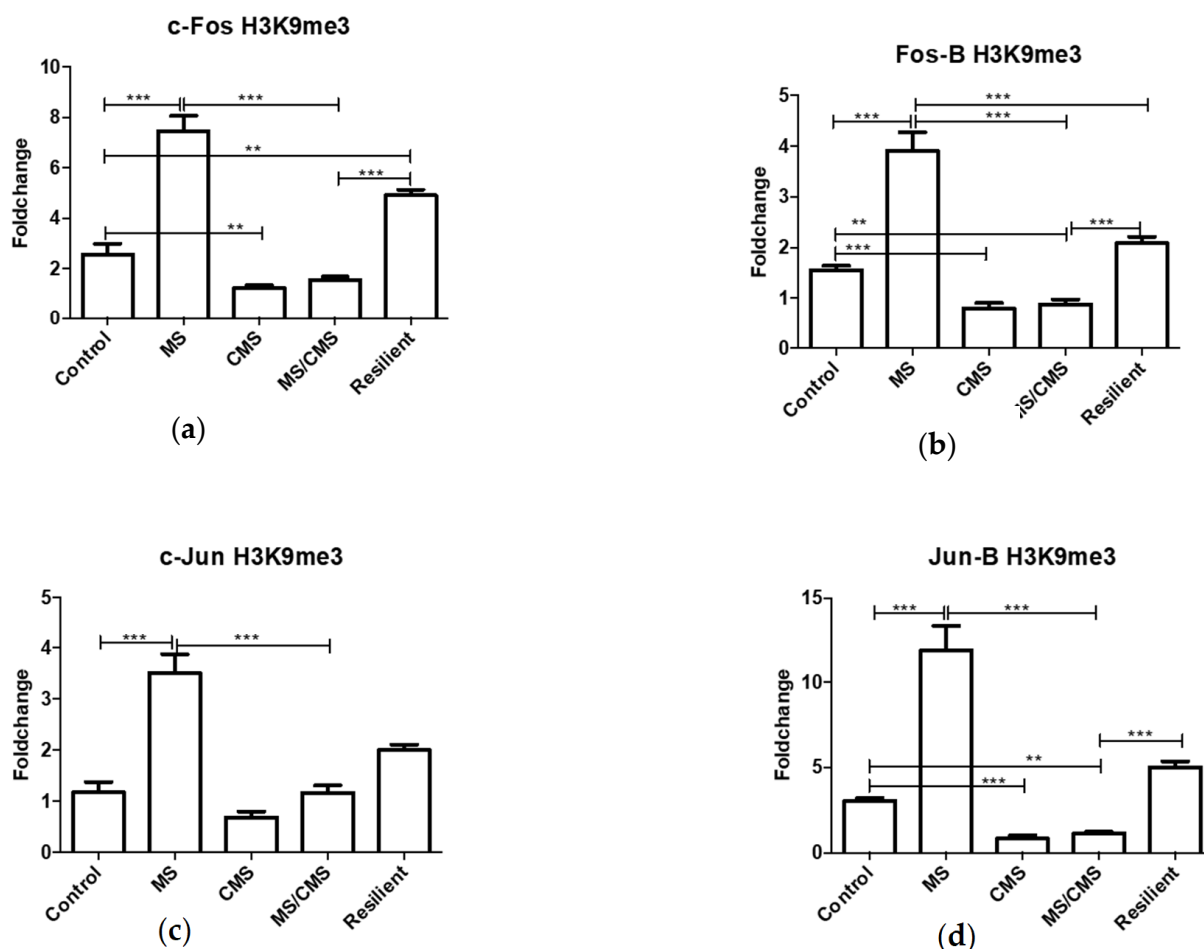 c-Fos H3K9me3
Foldchange
10
8
6
4
2
0
***
***
**
***
**
Control
MS
CMS
MS/CMS
Resilient
(a)
Fos-B H3K9me3
Foldchange
5
4
3
2
1
0
***
***
***
**
***
***
Control
MS
CMS
IS/CMS
Resilient
(b)
c-Jun H3K9me3
Foldchange
5
4
3
2
1
0
***
***
Control
MS
CMS
MS/CMS
Resilient
(c)
Jun-B H3K9me3
Foldchange
15
10
5
0
***
***
***
**
***
Control
MS
CMS
MS/CMS
Resilient
(d)